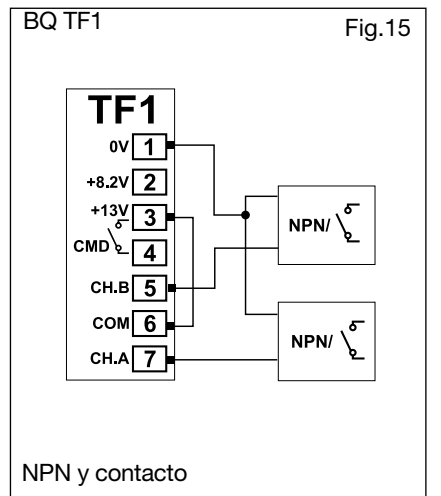 BQ TF1
Fig.15
TF1
0V 1
+8.2V 2
+13V 3
CMD 4
CH.B 5
COM 6
CH.A 7
NPN/
NPN/
NPN y contacto